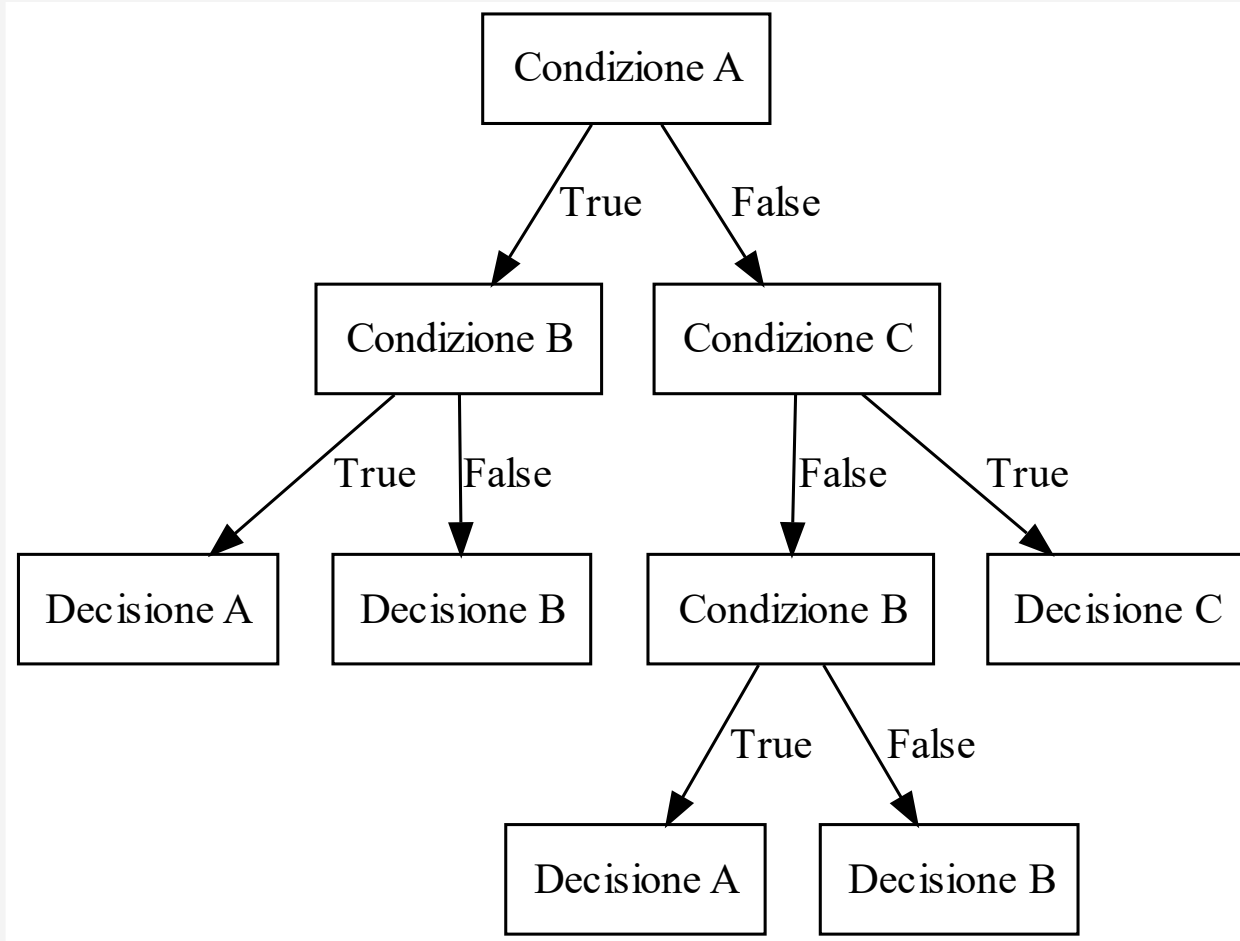 Condizione A
True
False
Condizione B
Condizione C
True
False
False
True
Decisione A
Decisione B
Condizione B
Decisione C
True
False
Decisione A
Decisione B